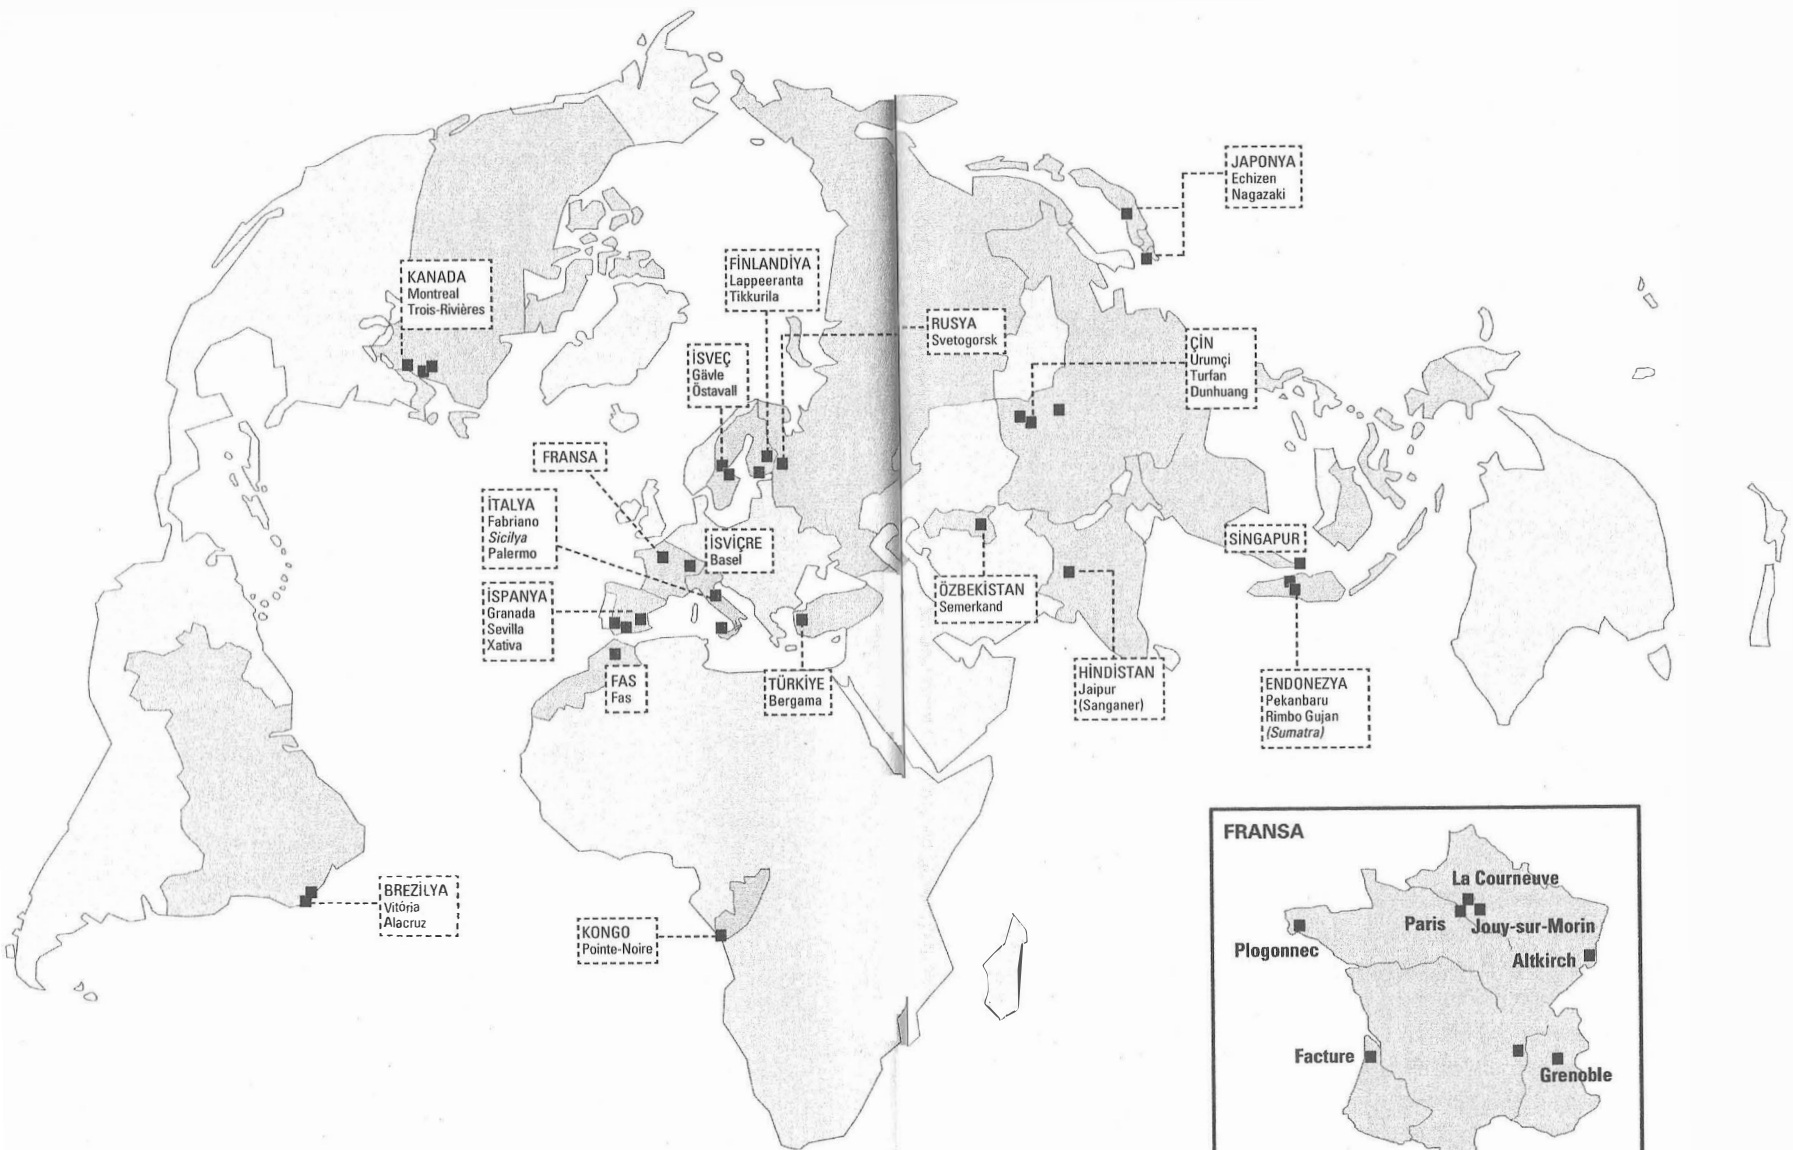 JAPONYA
Echizen
Nagazaki
KANADA
Montreal
Trois-Rivières
FİNLANDİYA
Lappeeranta
Tikkurila
RUSYA
Svetogorsk
İSVEÇ
Gävle
Östavall
ÇİN
Urumçi
Turfan
Dunhuang
FRANSA
İTALYA
Fabriano
Sicilya
Palermo
İSVİÇRE
Basel
SİNGAPUR
İSPANYA
Granada
Sevilla
Xativa
ÖZBEKİSTAN
Semerkand
FAS
Fas
TÜRKİYE
Bergama
HİNDİSTAN
Jaipur
(Sanganer)
ENDONEZYA
Pekanbaru
Rimbo Gujan
(Sumatra)
BREZİLYA
Vitória
Alacruz
KONGO
Pointe-Noire
FRANSA
La Courneuve
Paris
Jouy-sur-Morin
Plogonnec
Altkirch
Facture
Grenoble